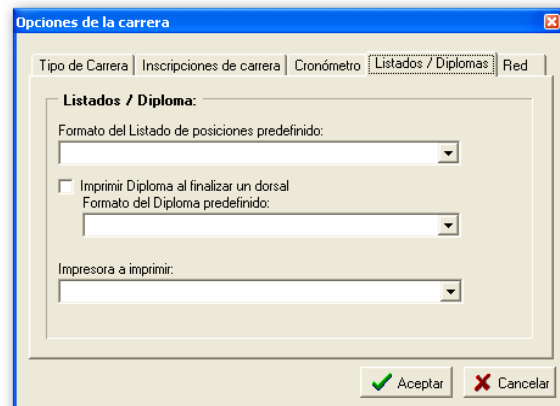 Opciones de la carrera
Tipo de Carrera Inscripciones de carrera Cronómetro Listados / Diplomas Red
Listados / Diploma:
Formato del Listado de posiciones predefinido:
Imprimir Diploma al finalizar un dorsal
Formato del Diploma predefinido:
Impresora a imprimir:
Aceptar Cancelar